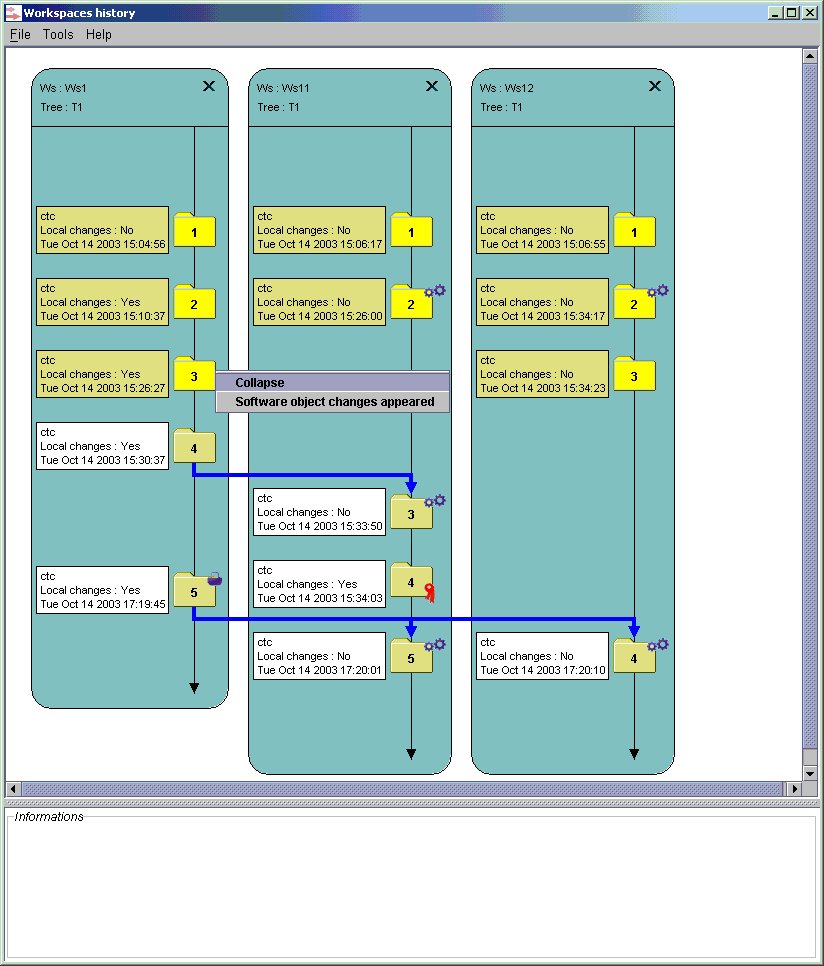 Workspaces history
File Tools Help
Ws : Ws1
Tree : T1
ctc
Local changes : No
Tue Oct 14 2003 15:04:56
1
ctc
Local changes : Yes
Tue Oct 14 2003 15:10:37
2
ctc
Local changes : Yes
Tue Oct 14 2003 15:26:27
3
Collapse
Software object changes appeared
ctc
Local changes : Yes
Tue Oct 14 2003 15:30:37
4
ctc
Local changes : Yes
Tue Oct 14 2003 17:19:45
5
Ws : Ws11
Tree : T1
ctc
Local changes : No
Tue Oct 14 2003 15:06:17
1
ctc
Local changes : No
Tue Oct 14 2003 15:26:00
2
ctc
Local changes : No
Tue Oct 14 2003 15:33:50
3
ctc
Local changes : Yes
Tue Oct 14 2003 15:34:03
4
ctc
Local changes : No
Tue Oct 14 2003 17:20:01
5
Ws : Ws12
Tree : T1
ctc
Local changes : No
Tue Oct 14 2003 15:06:55
1
ctc
Local changes : No
Tue Oct 14 2003 15:34:17
2
ctc
Local changes : No
Tue Oct 14 2003 15:34:23
3
ctc
Local changes : No
Tue Oct 14 2003 17:20:10
4
Informations